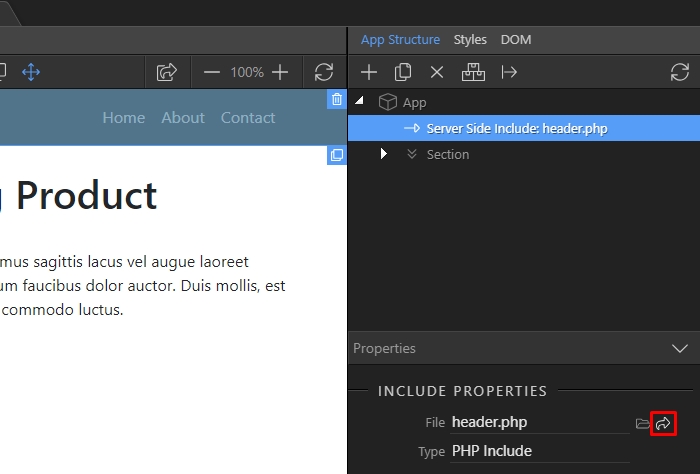 App Structure Styles DOM
100%
Home About Contact
App
Server Side Include: header.php
Section
Product
mus sagittis lacus vel augue laoreet
um faucibus dolor auctor. Duis mollis, est
commodo luctus.
Properties
INCLUDE PROPERTIES
File header.php
Type PHP Include